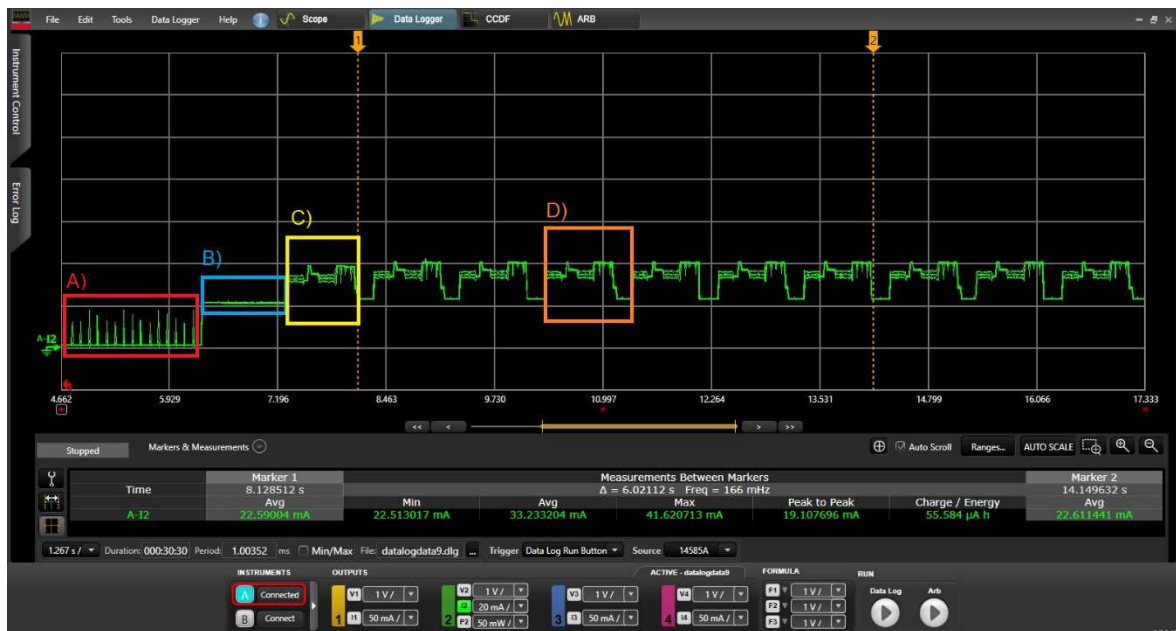 File Edit Tools Data Logger Help Scope Data Logger CCDF ARB
Instrument Control
Error Log
1 2
D)
C)
B)
A)
A-I2
4.662 5.929 7.196 8.463 9.730 10.997 12.264 13.531 14.799 16.066 17.333
<< < > >>
Stopped Markers & Measurements Auto Scroll Ranges... AUTO SCALE
Marker 1 Measurements Between Markers Marker 2
Time 8.128512 s Δ = 6.02112 s Freq = 166 mHz 14.149632 s
Avg Min Avg Max Peak to Peak Charge / Energy Avg
A-I2 22.59004 mA 22.513017 mA 33.233204 mA 41.620713 mA 19.107696 mA 55.584 µA h 22.611441 mA
1.267 s / Duration: 000:30:30 Period: 1.00352 ms Min/Max File: datalogdata9.dlg ... Trigger Data Log Run Button Source 14585A
INSTRUMENTS OUTPUTS ACTIVE - datalogdata9 FORMULA RUN
A Connected V1 1 V / V2 1 V / V3 1 V / V4 1 V / F1 1 V / Data Log Arb
I2 20 mA / F2 1 V /
B Connect 1 I1 50 mA / 2 P2 50 mW / 3 I3 50 mA / 4 I4 50 mA / F3 1 V /